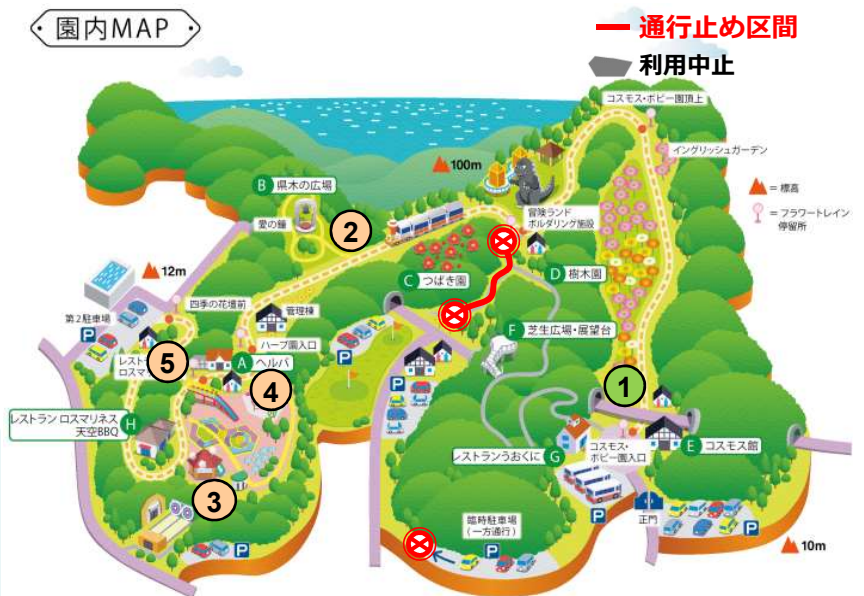 園内MAP
通行止め区間
利用中止
コスモス・ポピー園頂上
イングリッシュガーデン
100m
B 県木の広場
= 標高
愛の鐘
2
冒険ランド
ボルダリング施設
= フラワートレイン
停留所
12m
C つばき園
D 樹木園
四季の花壇前
第2駐車場
P
管理棟
F 芝生広場・展望台
ハーブ園入口
P
5
レスト
ロスマ
A ヘルバ
4
1
P
レストラン ロスマリネス
天空BBQ
H
レストランうおくに
G
コスモス・
ポピー園入口
E コスモス館
3
臨時駐車場
(一方通行)
P
P
正門
P
P
10m